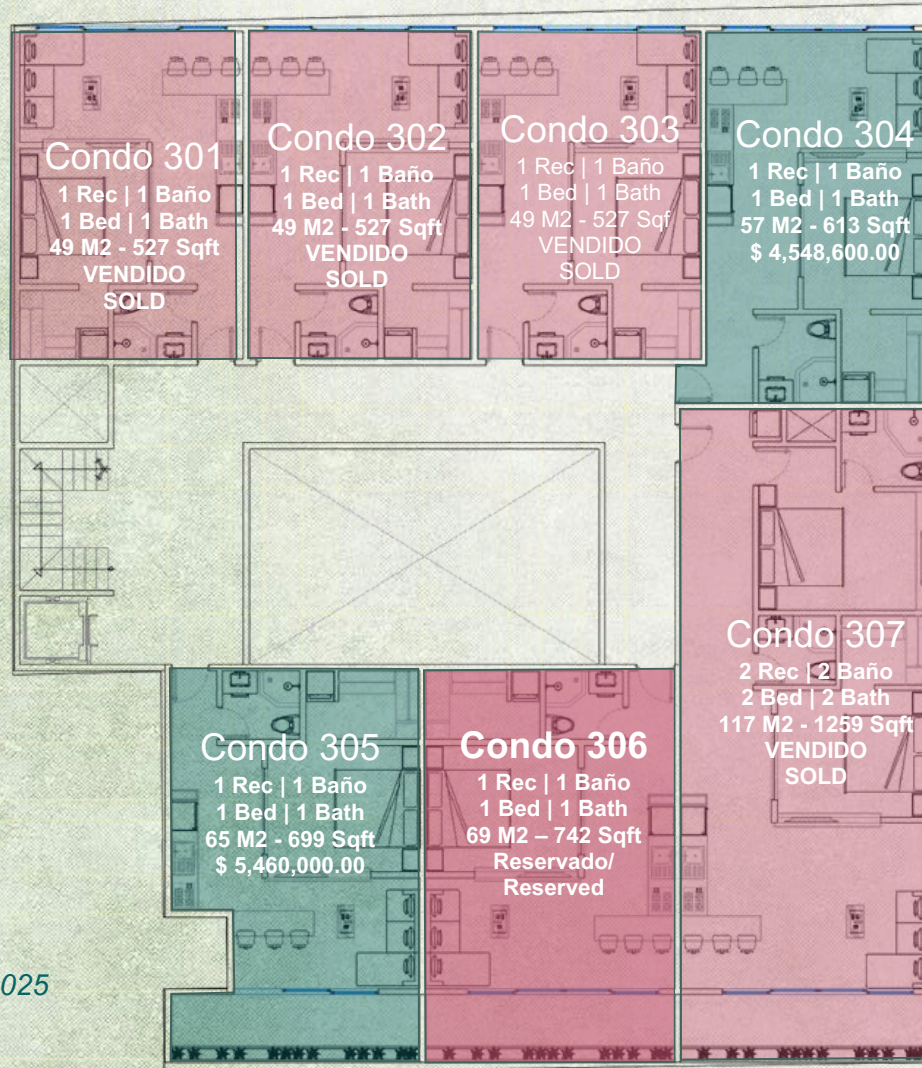 Condo 301
1 Rec | 1 Baño
1 Bed | 1 Bath
49 M2 - 527 Sqft
VENDIDO
SOLD
Condo 302
1 Rec | 1 Baño
1 Bed | 1 Bath
49 M2 - 527 Sqft
VENDIDO
SOLD
Condo 303
1 Rec | 1 Baño
1 Bed | 1 Bath
49 M2 - 527 Sqf
VENDIDO
SOLD
Condo 304
1 Rec | 1 Baño
1 Bed | 1 Bath
57 M2 - 613 Sqft
$ 4,548,600.00
Condo 305
1 Rec | 1 Baño
1 Bed | 1 Bath
65 M2 - 699 Sqft
$ 5,460,000.00
Condo 306
1 Rec | 1 Baño
1 Bed | 1 Bath
69 M2 – 742 Sqft
Reservado/
Reserved
Condo 307
2 Rec | 2 Baño
2 Bed | 2 Bath
117 M2 - 1259 Sqft
VENDIDO
SOLD
025